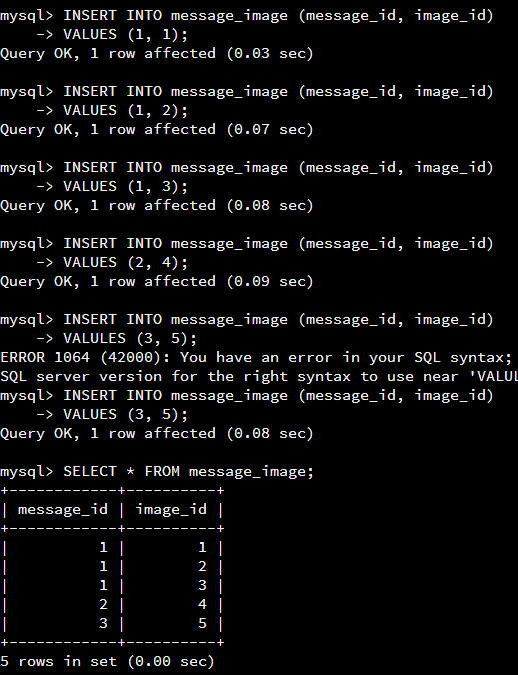 mysql> INSERT INTO message_image (message_id, image_id)
    -> VALUES (1, 1);
Query OK, 1 row affected (0.03 sec)

mysql> INSERT INTO message_image (message_id, image_id)
    -> VALUES (1, 2);
Query OK, 1 row affected (0.07 sec)

mysql> INSERT INTO message_image (message_id, image_id)
    -> VALUES (1, 3);
Query OK, 1 row affected (0.08 sec)

mysql> INSERT INTO message_image (message_id, image_id)
    -> VALUES (2, 4);
Query OK, 1 row affected (0.09 sec)

mysql> INSERT INTO message_image (message_id, image_id)
    -> VALULES (3, 5);
ERROR 1064 (42000): You have an error in your SQL syntax;
SQL server version for the right syntax to use near 'VALUL
mysql> INSERT INTO message_image (message_id, image_id)
    -> VALUES (3, 5);
Query OK, 1 row affected (0.08 sec)

mysql> SELECT * FROM message_image;
+------------+----------+
| message_id | image_id |
+------------+----------+
|          1 |        1 |
|          1 |        2 |
|          1 |        3 |
|          2 |        4 |
|          3 |        5 |
+------------+----------+
5 rows in set (0.00 sec)